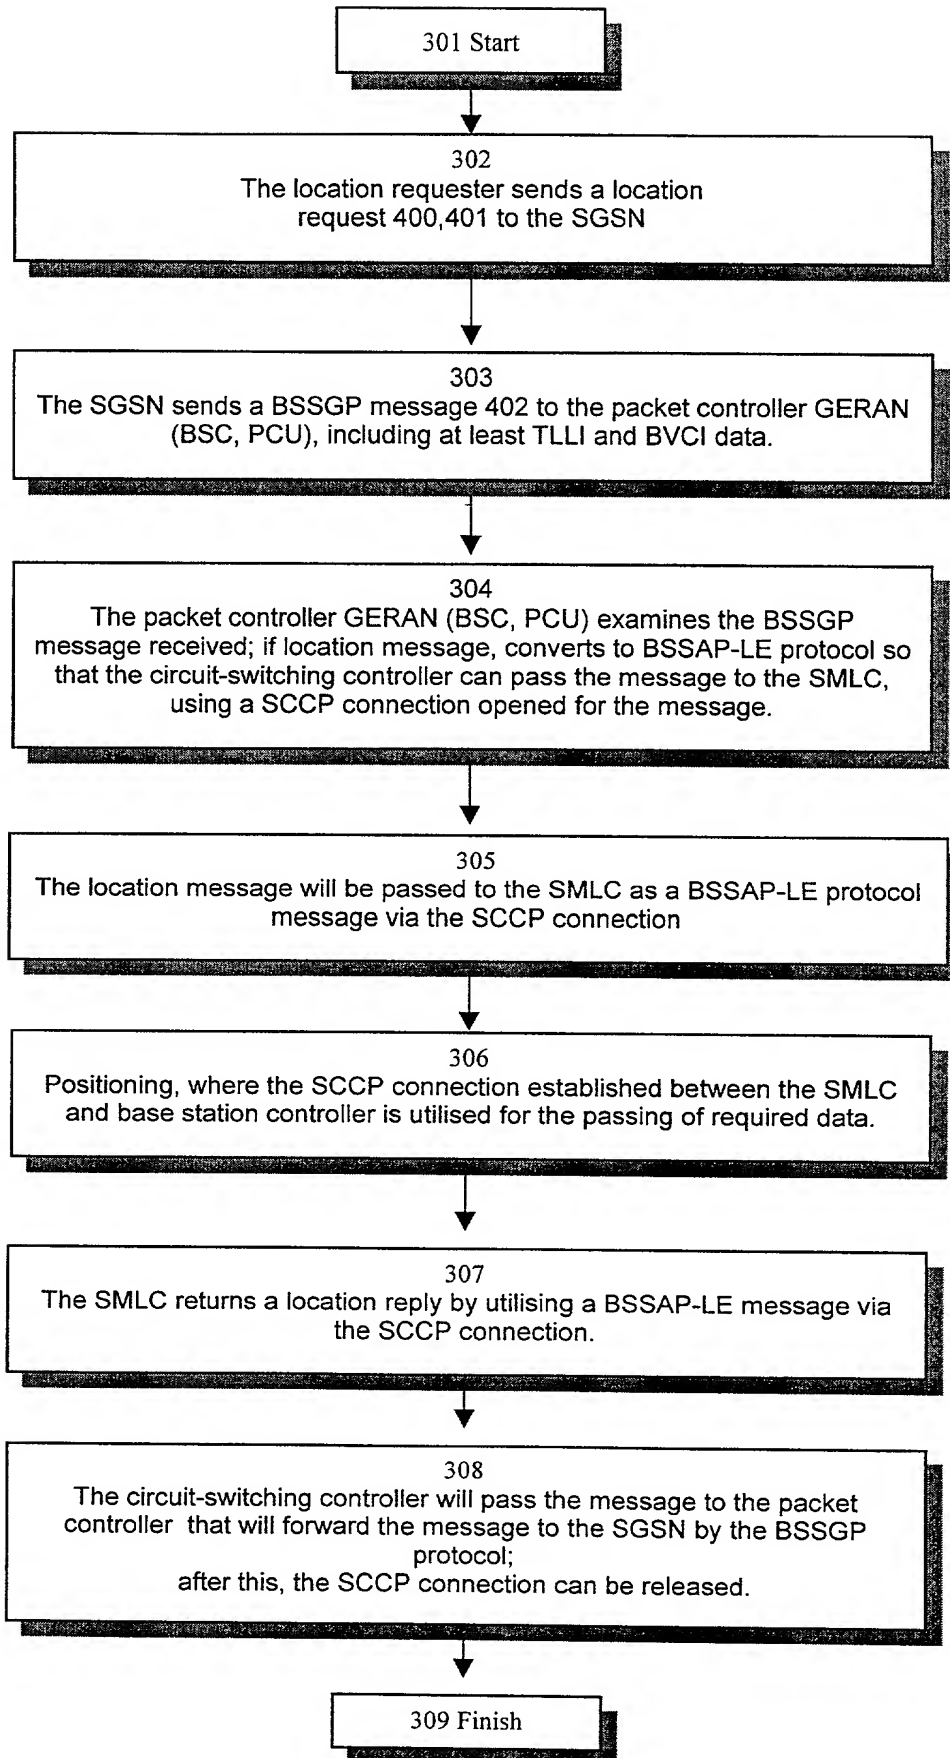 301 Start
302
The location requester sends a location
request 400,401 to the SGSN
303
The SGSN sends a BSSGP message 402 to the packet controller GERAN
(BSC, PCU), including at least TLLI and BVCI data.
304
The packet controller GERAN (BSC, PCU) examines the BSSGP
message received; if location message, converts to BSSAP-LE protocol so
that the circuit-switching controller can pass the message to the SMLC,
using a SCCP connection opened for the message.
305
The location message will be passed to the SMLC as a BSSAP-LE protocol
message via the SCCP connection
306
Positioning, where the SCCP connection established between the SMLC
and base station controller is utilised for the passing of required data.
307
The SMLC returns a location reply by utilising a BSSAP-LE message via
the SCCP connection.
308
The circuit-switching controller will pass the message to the packet
controller that will forward the message to the SGSN by the BSSGP
protocol;
after this, the SCCP connection can be released.
309 Finish